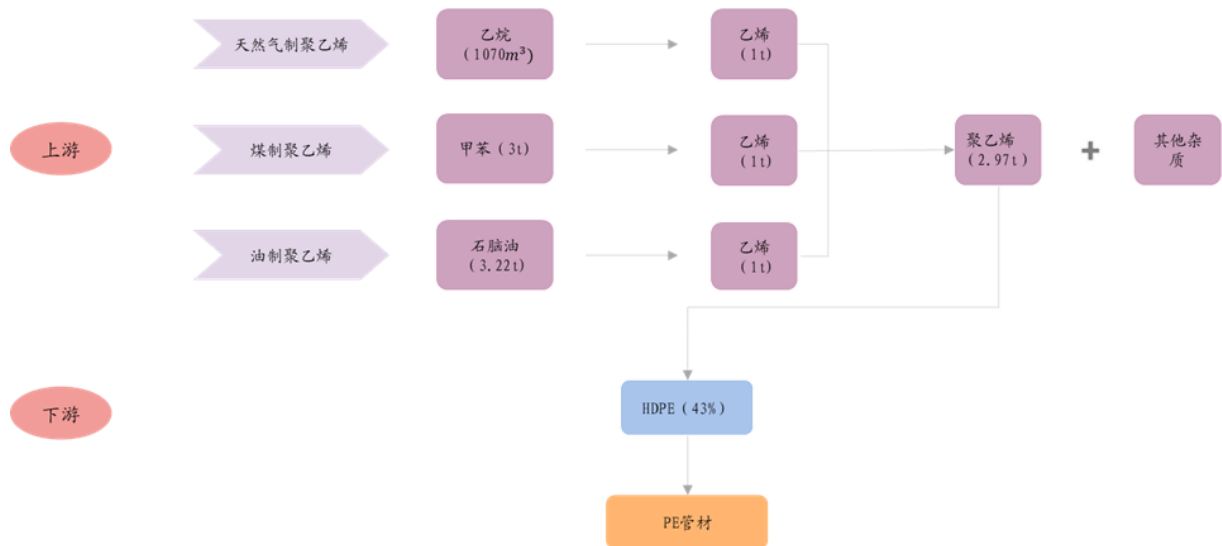 天然气制聚乙烯
乙烷
(1070m³)
乙烯
(1t)
上游
煤制聚乙烯
甲苯 (3t)
乙烯
(1t)
聚乙烯
(2.97t)
+
其他杂
质
油制聚乙烯
石脑油
(3.22t)
乙烯
(1t)
下游
HDPE (43%)
PE管材